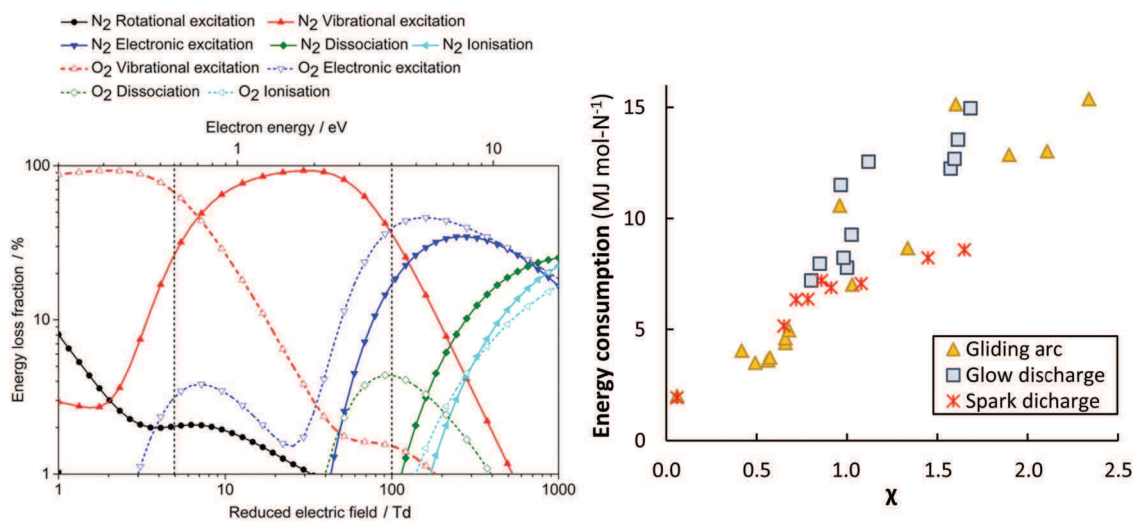 N2 Rotational excitation N2 Vibrational excitation
N2 Electronic excitation N2 Dissociation N2 Ionisation
O2 Vibrational excitation O2 Electronic excitation
O2 Dissociation O2 Ionisation
Electron energy / eV
1 10
100
10
1
Energy loss fraction / %
1 10 100 1000
Reduced electric field / Td
15
10
5
0
Energy consumption (MJ mol-N⁻¹)
Gliding arc
Glow discharge
Spark dicharge
0.0 0.5 1.0 1.5 2.0 2.5
χ